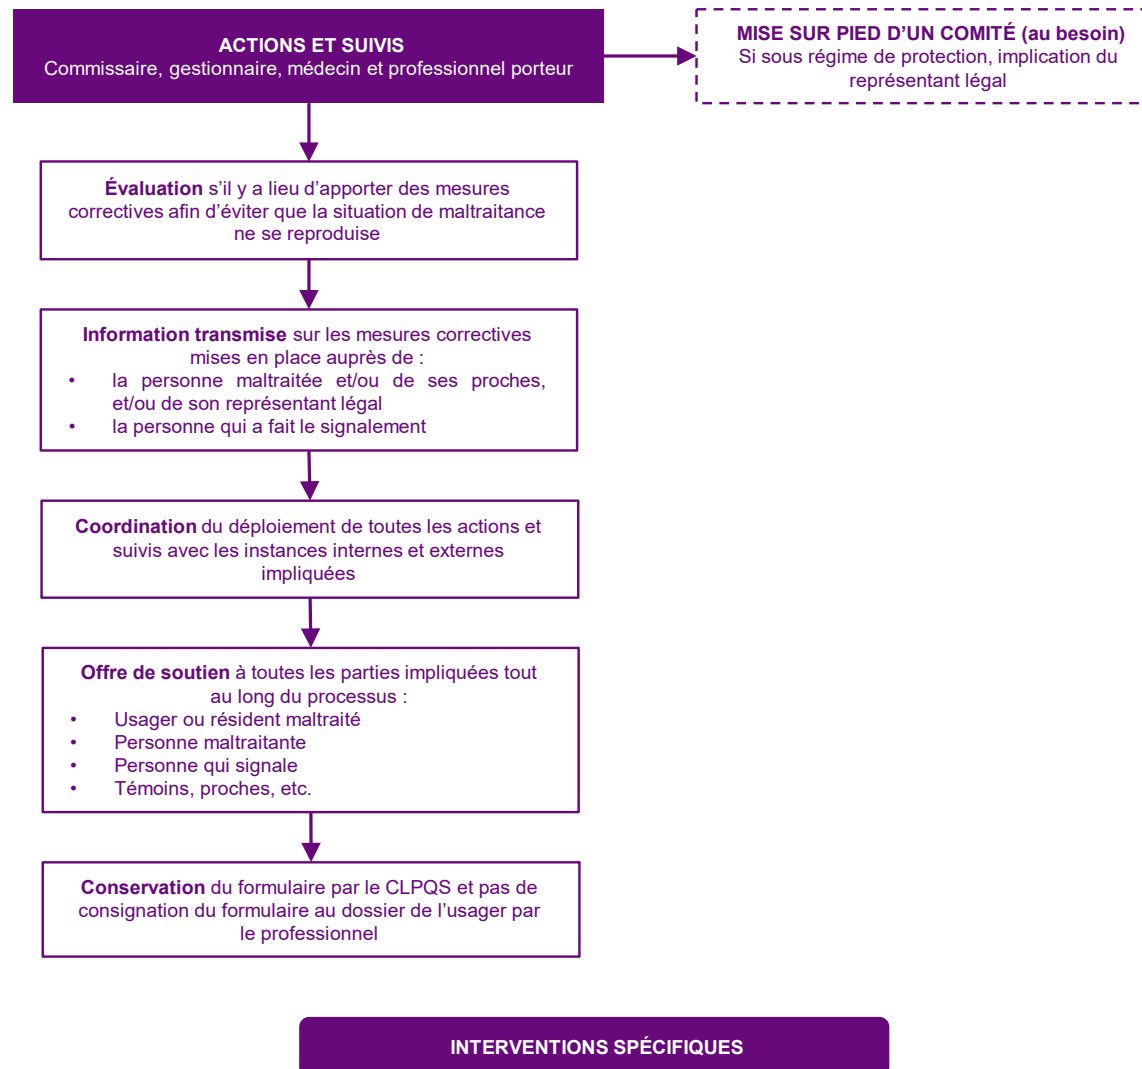 ACTIONS ET SUIVIS
Commissaire, gestionnaire, médecin et professionnel porteur
MISE SUR PIED D’UN COMITÉ (au besoin)
Si sous régime de protection, implication du
représentant légal
Évaluation s’il y a lieu d’apporter des mesures
correctives afin d’éviter que la situation de maltraitance
ne se reproduise
Information transmise sur les mesures correctives
mises en place auprès de :
• la personne maltraitée et/ou de ses proches,
et/ou de son représentant légal
• la personne qui a fait le signalement
Coordination du déploiement de toutes les actions et
suivis avec les instances internes et externes
impliquées
Offre de soutien à toutes les parties impliquées tout
au long du processus :
• Usager ou résident maltraité
• Personne maltraitante
• Personne qui signale
• Témoins, proches, etc.
Conservation du formulaire par le CLPQS et pas de
consignation du formulaire au dossier de l’usager par
le professionnel
INTERVENTIONS SPÉCIFIQUES